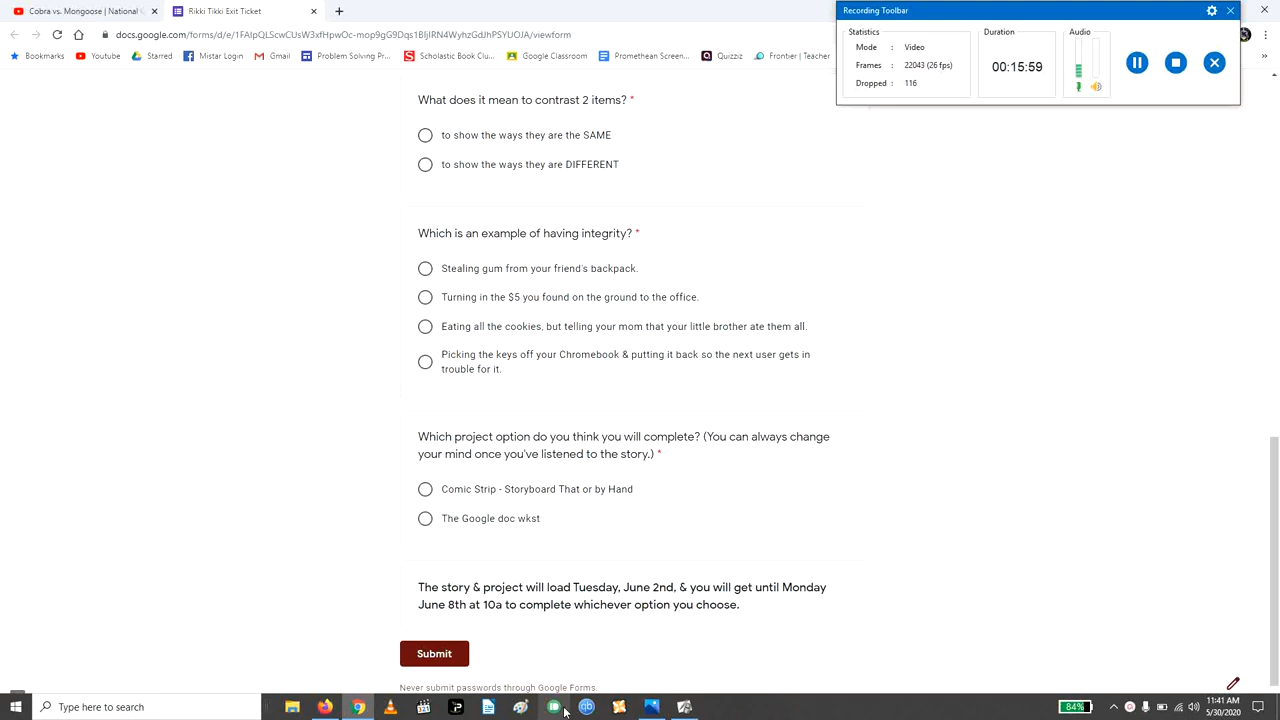 Cobra vs. Mongoose | National
Rikki Tikki Exit Ticket
docs.google.com/forms/d/e/1FAIpQLScwCUsW3xfHpwOc-mop9gG9Dqs1BljIRN4WyhzGdJhPSYUOJA/viewform
Bookmarks
Youtube
Starred
Mistar Login
Gmail
Problem Solving Pr...
Scholastic Book Clu...
Google Classroom
Promethean Screen...
Quizziz
Frontier | Teacher
Recording Toolbar
Statistics
Mode : Video
Frames : 22043 (26 fps)
Dropped : 116
Duration
00:15:59
Audio
What does it mean to contrast 2 items? *
to show the ways they are the SAME
to show the ways they are DIFFERENT
Which is an example of having integrity? *
Stealing gum from your friend's backpack.
Turning in the $5 you found on the ground to the office.
Eating all the cookies, but telling your mom that your little brother ate them all.
Picking the keys off your Chromebook & putting it back so the next user gets in
trouble for it.
Which project option do you think you will complete? (You can always change
your mind once you've listened to the story.) *
Comic Strip - Storyboard That or by Hand
The Google doc wkst
The story & project will load Tuesday, June 2nd, & you will get until Monday
June 8th at 10a to complete whichever option you choose.
Submit
Never submit passwords through Google Forms.
Type here to search
84%
11:41 AM
5/30/2020